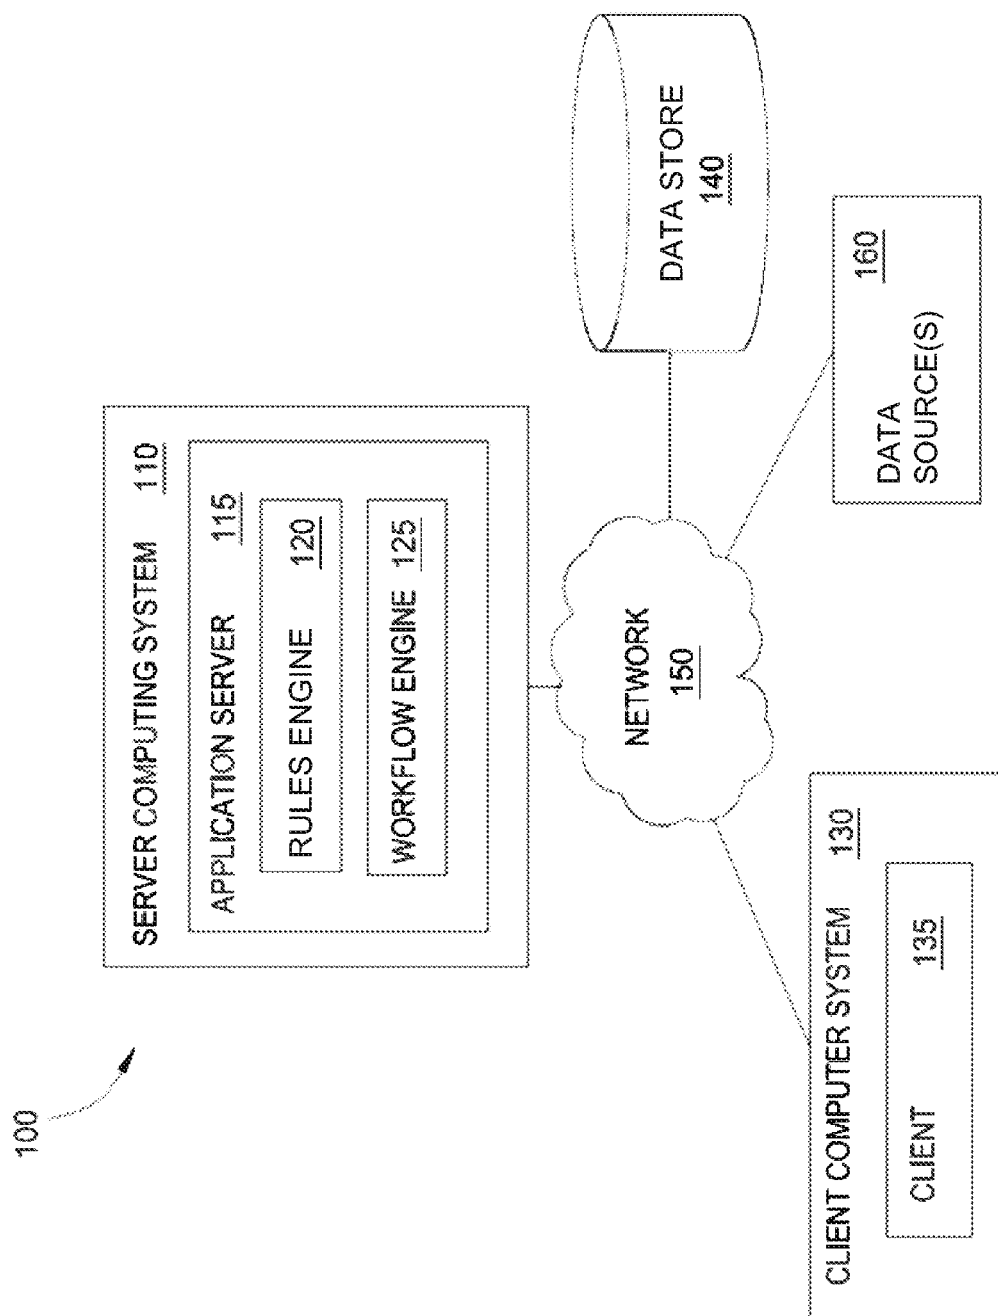 100
SERVER COMPUTING SYSTEM 110
APPLICATION SERVER 115
RULES ENGINE 120
WORKFLOW ENGINE 125
NETWORK
150
DATA STORE
140
CLIENT COMPUTER SYSTEM 130
CLIENT 135
160
DATA
SOURCE(S)